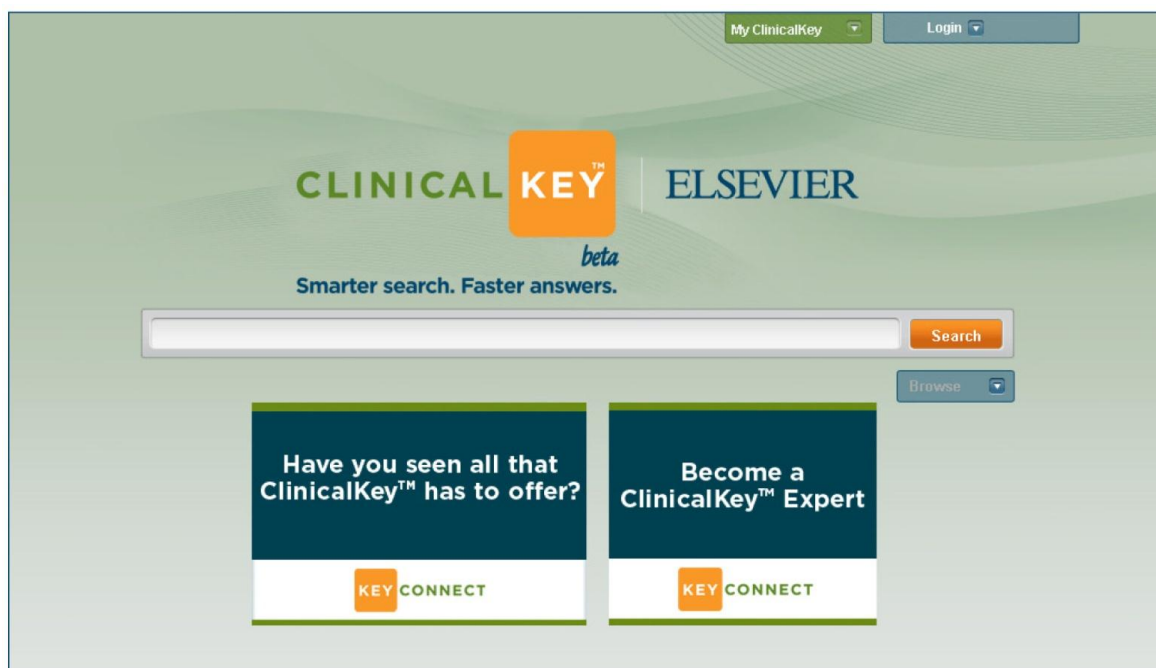 My ClinicalKey
Login
CLINICAL KEY™
ELSEVIER
beta
Smarter search. Faster answers.
Search
Browse
Have you seen all that
ClinicalKey™ has to offer?
KEY CONNECT
Become a
ClinicalKey™ Expert
KEY CONNECT